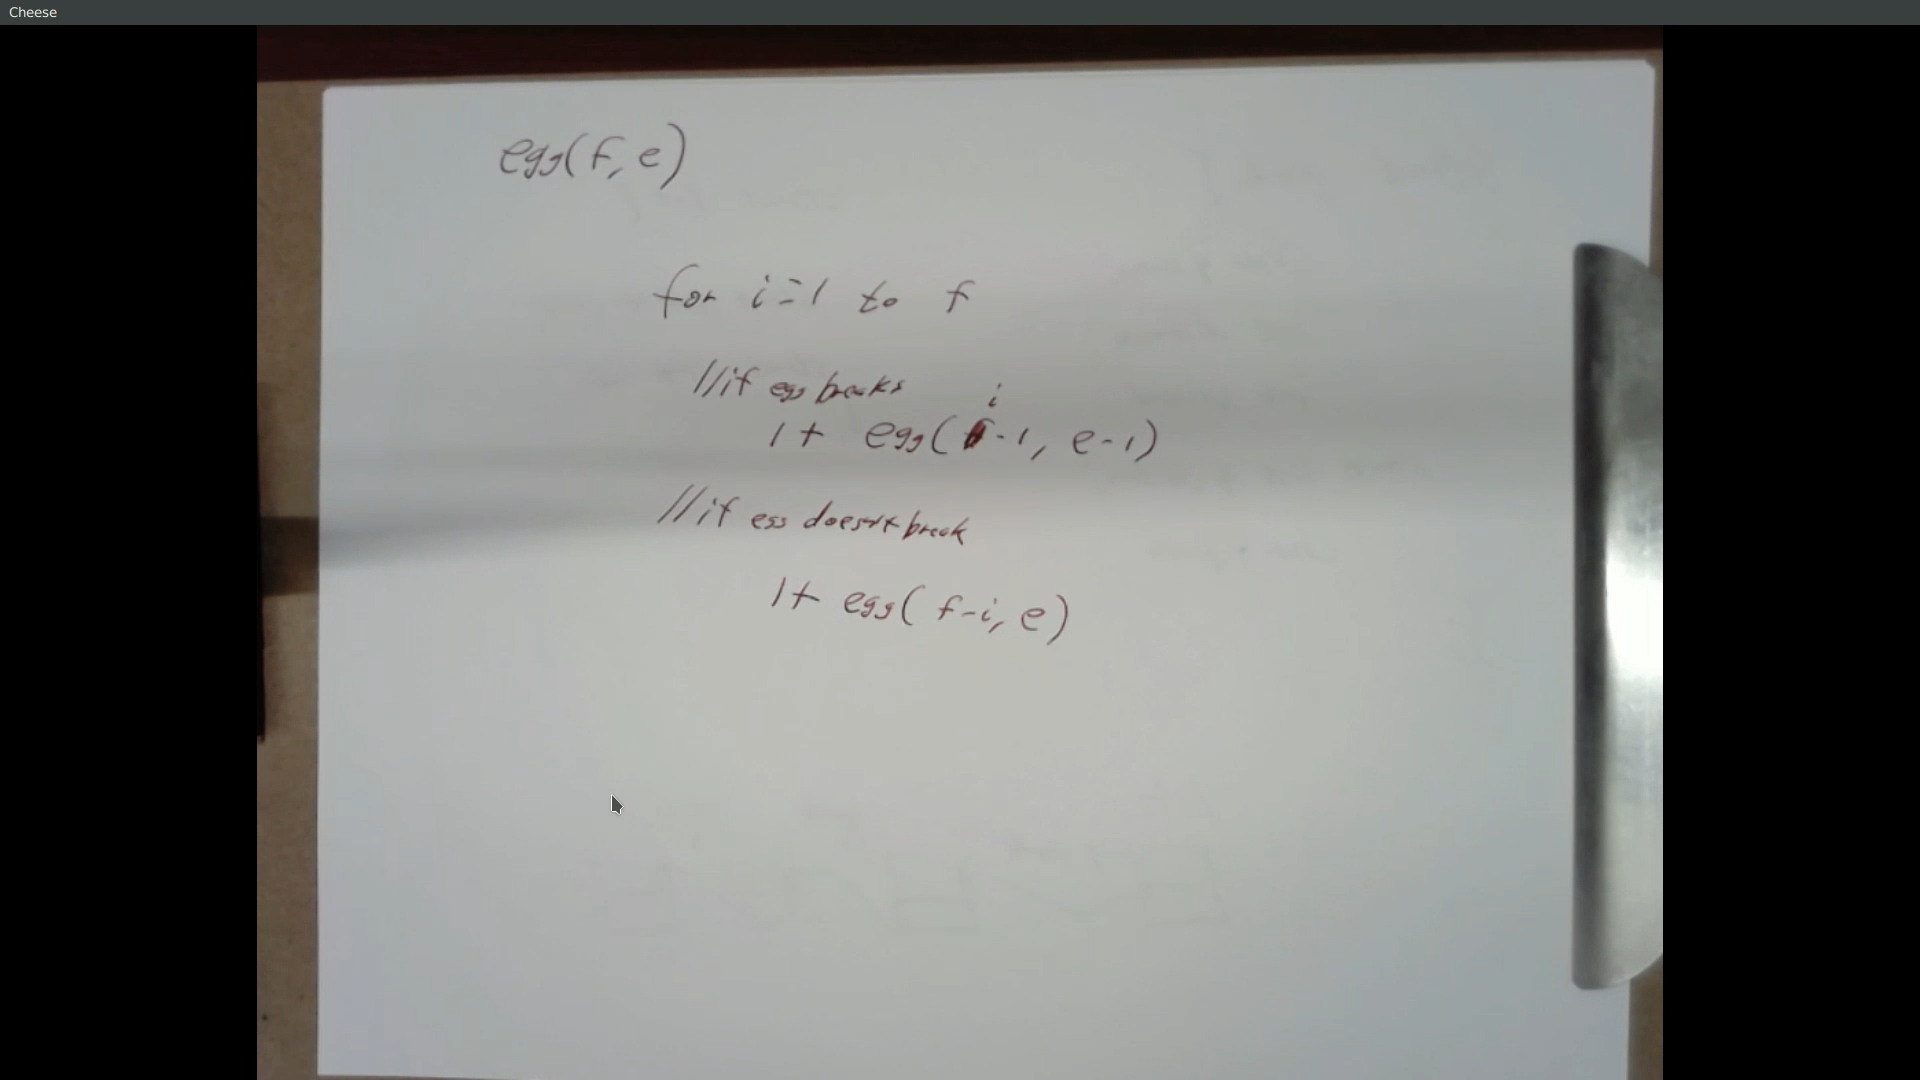 Cheese
egg(f, e)
for i=1 to f
//if egg breaks
i
1+ egg( -1, e-1)
//if egg doesn't break
1+ egg( f-i, e)